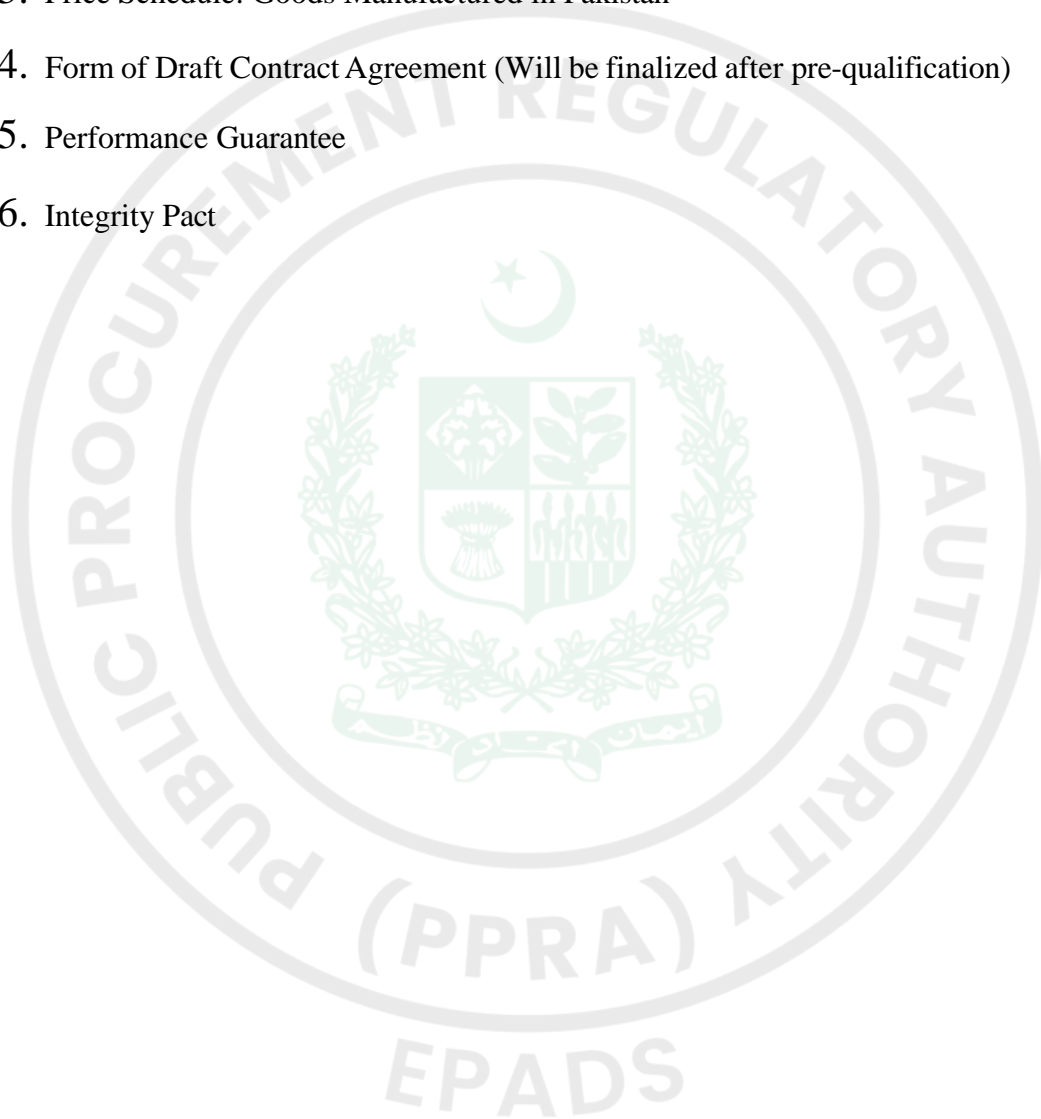 3. Price Schedule: Goods Manufactured in Pakistan
4. Form of Draft Contract Agreement (Will be finalized after pre-qualification)
5. Performance Guarantee
6. Integrity Pact
PUBLIC PROCUREMENT REGULATORY AUTHORITY
(PPRA)
EPADS